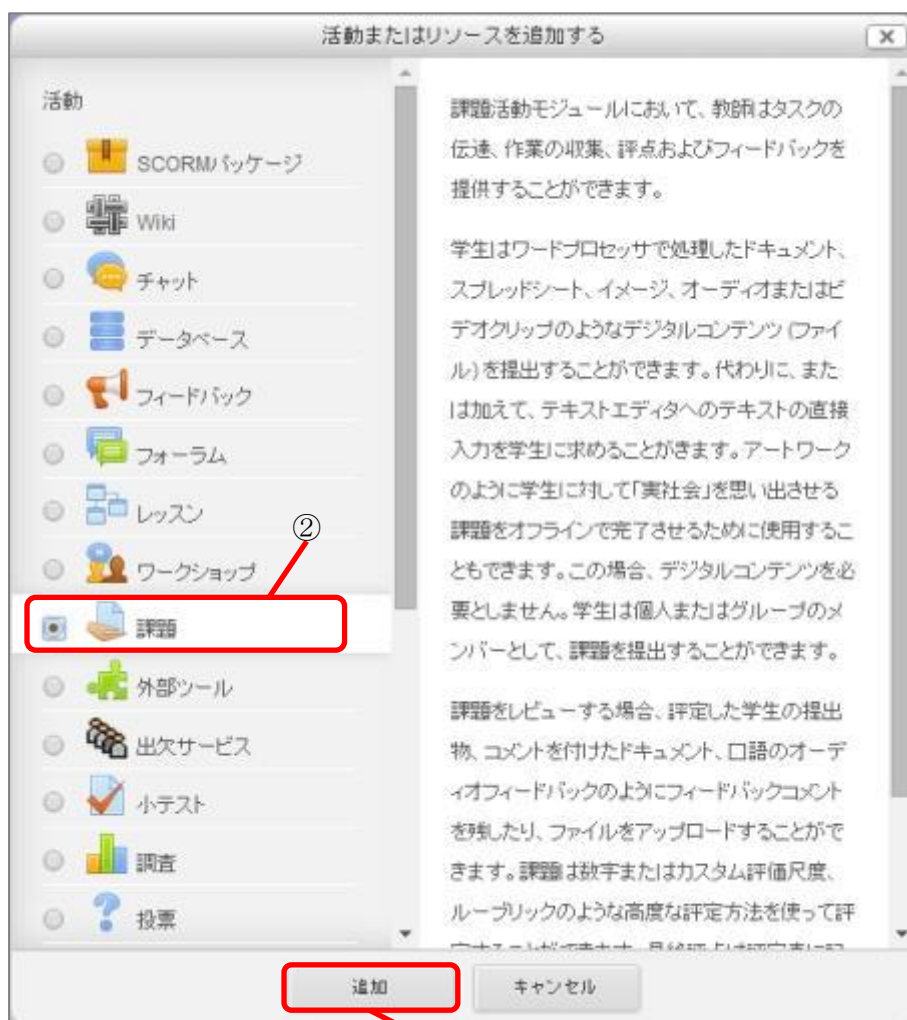 活動またはリソースを追加する
活動
SCORMパッケージ
Wiki
チャット
データベース
フィードバック
フォーラム
レッスン
②
ワークショップ
課題
外部ツール
出欠サービス
小テスト
調査
投票
課題活動モジュールにおいて、教師はタスクの
伝達、作業の収集、評点およびフィードバックを
提供することができます。
学生はワードプロセッサで処理したドキュメント、
スプレッドシート、イメージ、オーディオまたはビ
デオクリップのようなデジタルコンテンツ (ファイ
ル) を提出することができます。代わりに、また
は加えて、テキストエディタへのテキストの直接
入力を学生に求めることがきます。アートワーク
のように学生に対して「実社会」を思い出させる
課題をオフラインで完了させるために使用するこ
ともできます。この場合、デジタルコンテンツを必
要としません。学生は個人またはグループのメ
ンバーとして、課題を提出することができます。
課題をレビューする場合、評定した学生の提出
物、コメントを付けたドキュメント、口語のオーデ
ィオフィードバックのようにフィードバックコメント
を残したり、ファイルをアップロードすることがで
きます。課題は数字またはカスタム評価尺度、
ルーブリックのような高度な評定方法を使って評
追加
キャンセル